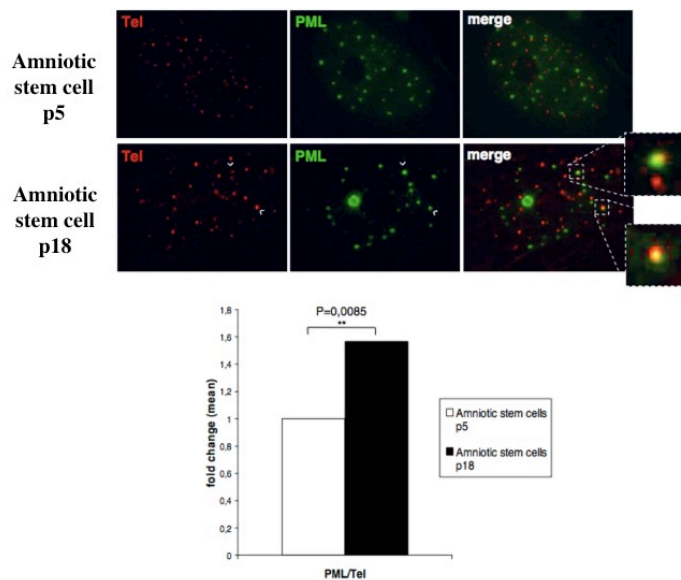 Tel
PML
merge
Amniotic
stem cell
p5
Tel
PML
merge
Amniotic
stem cell
p18
P=0,0085
**
1,8
1,6
1,4
1,2
1
0,8
0,6
0,4
0,2
0
fold change (mean)
PML/Tel
Amniotic stem cells
p5
Amniotic stem cells
p18